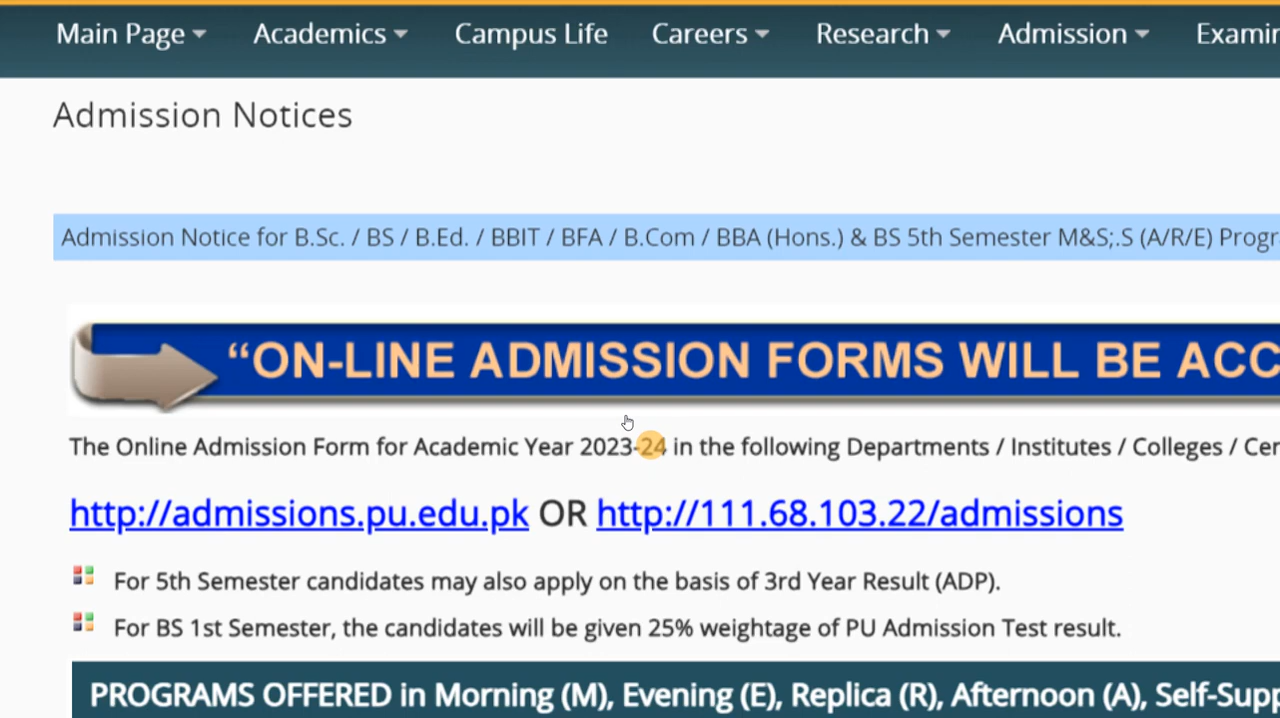 Main Page Academics Campus Life Careers Research Admission
Admission Notices
Admission Notice for B.Sc. / BS / B.Ed. / BBIT / BFA / B.Com / BBA (Hons.) & BS 5th Semester M&S;.S (A/R/E)
“ON-LINE ADMISSION FORMS WILL BE
The Online Admission Form for Academic Year 2023-24 in the following Departments / Institutes / Colleges /
http://admissions.pu.edu.pk OR http://111.68.103.22/admissions
For 5th Semester candidates may also apply on the basis of 3rd Year Result (ADP).
For BS 1st Semester, the candidates will be given 25% weightage of PU Admission Test result.
PROGRAMS OFFERED in Morning (M), Evening (E), Replica (R), Afternoon (A),